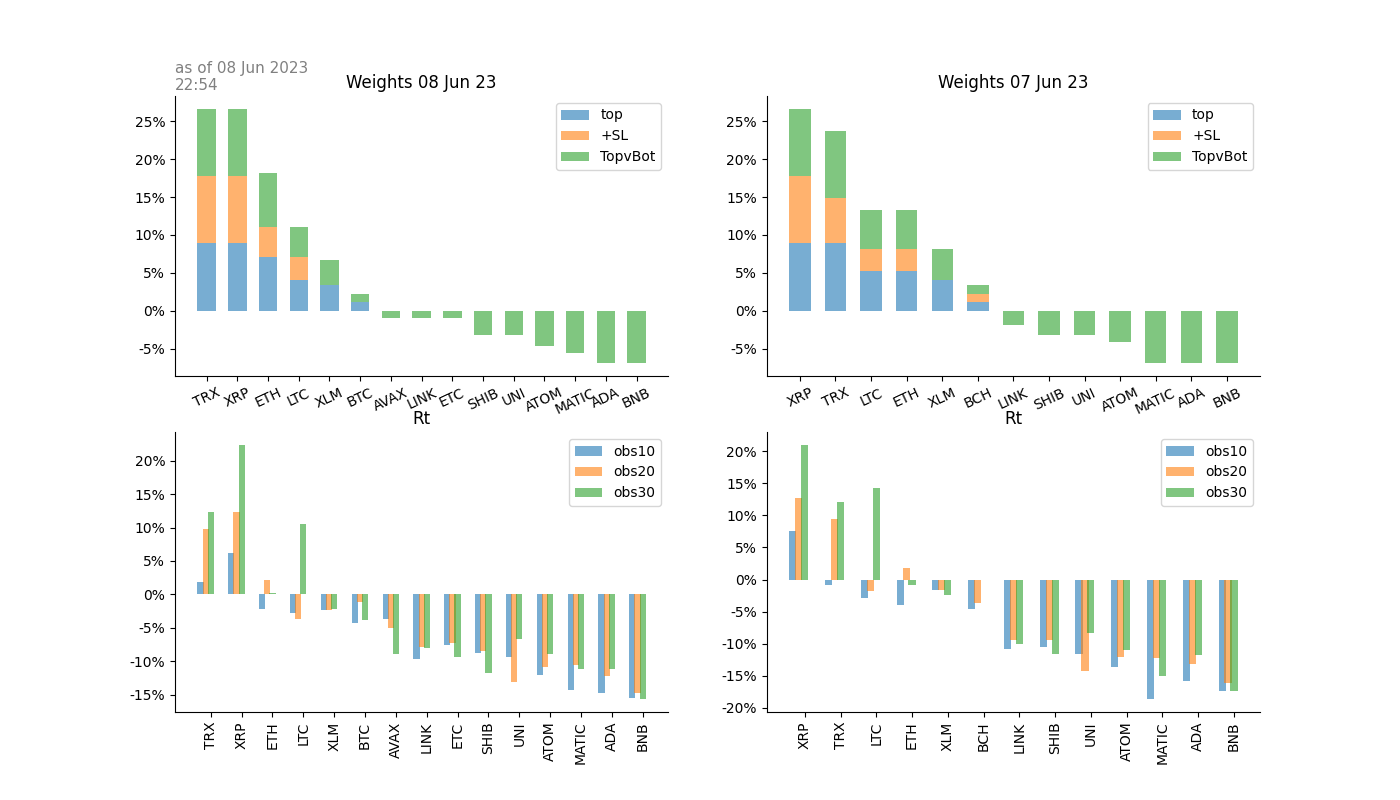 as of 08 Jun 2023
22:54
Weights 08 Jun 23
25%
20%
15%
10%
5%
0%
-5%
top
+SL
TopvBot
TRX XRP ETH LTC XLM BTC AVAX LINK ETC SHIB UNI ATOM MATIC ADA BNB
Weights 07 Jun 23
25%
20%
15%
10%
5%
0%
-5%
top
+SL
TopvBot
XRP TRX LTC ETH XLM BCH LINK SHIB UNI ATOM MATIC ADA BNB
Rt
20%
15%
10%
5%
0%
-5%
-10%
-15%
obs10
obs20
obs30
TRX XRP ETH LTC XLM BTC AVAX LINK ETC SHIB UNI ATOM MATIC ADA BNB
Rt
20%
15%
10%
5%
0%
-5%
-10%
-15%
-20%
obs10
obs20
obs30
XRP TRX LTC ETH XLM BCH LINK SHIB UNI ATOM MATIC ADA BNB